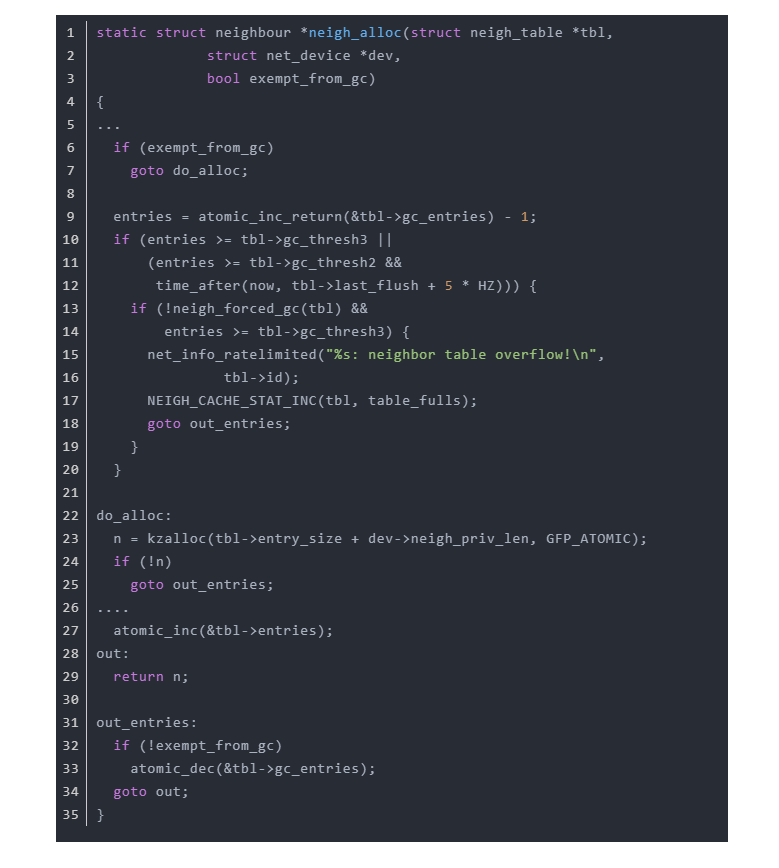 1 static struct neighbour *neigh_alloc(struct neigh_table *tbl,
2              struct net_device *dev,
3              bool exempt_from_gc)
4 {
5 ...
6   if (exempt_from_gc)
7     goto do_alloc;
8
9   entries = atomic_inc_return(&tbl->gc_entries) - 1;
10   if (entries >= tbl->gc_thresh3 ||
11       (entries >= tbl->gc_thresh2 &&
12        time_after(now, tbl->last_flush + 5 * HZ))) {
13     if (!neigh_forced_gc(tbl) &&
14         entries >= tbl->gc_thresh3) {
15       net_info_ratelimited("%s: neighbor table overflow!\n",
16                tbl->id);
17       NEIGH_CACHE_STAT_INC(tbl, table_fulls);
18       goto out_entries;
19     }
20   }
21
22 do_alloc:
23   n = kzalloc(tbl->entry_size + dev->neigh_priv_len, GFP_ATOMIC);
24   if (!n)
25     goto out_entries;
26 ....
27   atomic_inc(&tbl->entries);
28 out:
29   return n;
30
31 out_entries:
32   if (!exempt_from_gc)
33     atomic_dec(&tbl->gc_entries);
34   goto out;
35 }